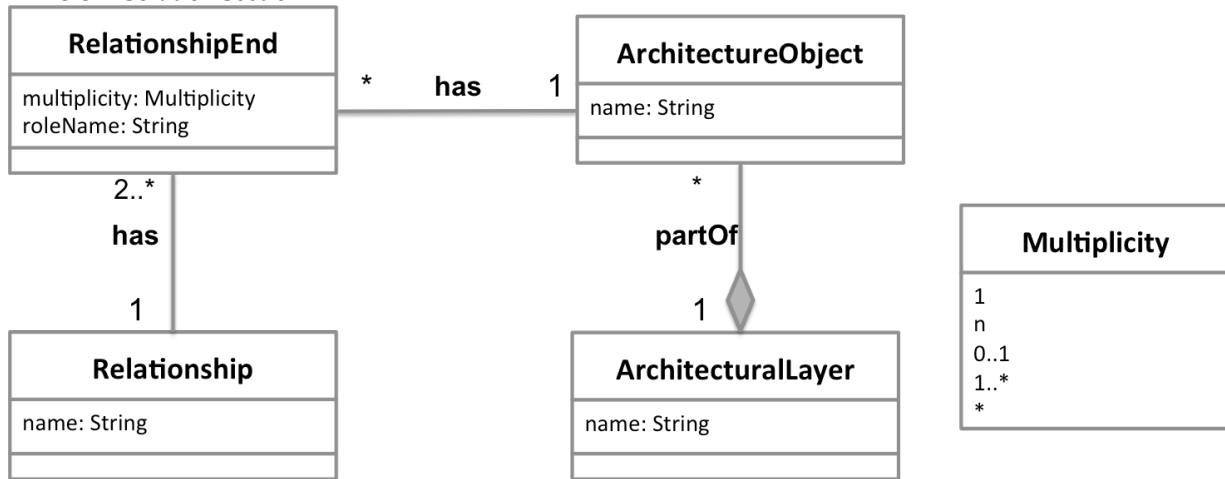 RelationshipEnd
multiplicity: Multiplicity
roleName: String
* has 1
ArchitectureObject
name: String
2..*
has
1
*
partOf
1
Relationship
name: String
ArchitecturalLayer
name: String
Multiplicity
1
n
0..1
1..*
*